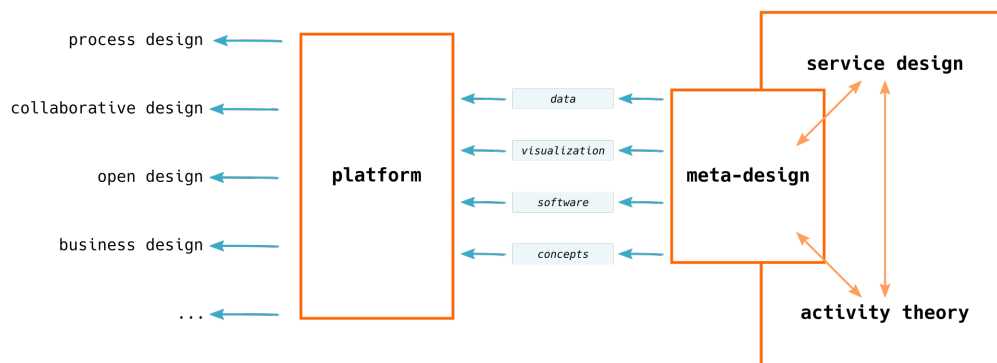 process design
collaborative design
open design
business design
...
platform
data
visualization
software
concepts
meta-design
service design
activity theory